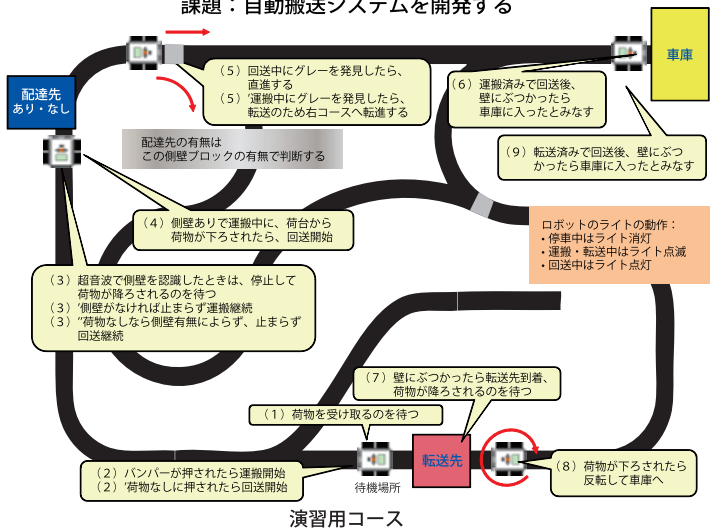 課題：自動搬送システムを開発する
配達先
あり・なし
（5）回送中にグレーを発見したら、
直進する
（5）’運搬中にグレーを発見したら、
転送のため右コースへ転進する
（6）運搬済みで回送後、
壁にぶつかったら
車庫に入ったとみなす
車庫
配達先の有無は
この側壁ブロックの有無で判断する
（9）転送済みで回送後、壁にぶつ
かったら車庫に入ったとみなす
（4）側壁ありで運搬中に、荷台から
荷物が下ろされたら、回送開始
ロボットのライトの動作：
• 停車中はライト消灯
• 運搬・転送中はライト点滅
• 回送中はライト点灯
（3）超音波で側壁を認識したときは、停止して
荷物が降ろされるのを待つ
（3）’側壁がなければ止まらず運搬継続
（3）’’荷物なしなら側壁有無によらず、止まらず
回送継続
（7）壁にぶつかったら転送先到着、
荷物が降ろされるのを待つ
（1）荷物を受け取るのを待つ
（2）バンパーが押されたら運搬開始
（2）’荷物なしに押されたら回送開始
待機場所
転送先
（8）荷物が下ろされたら
反転して車庫へ
演習用コース